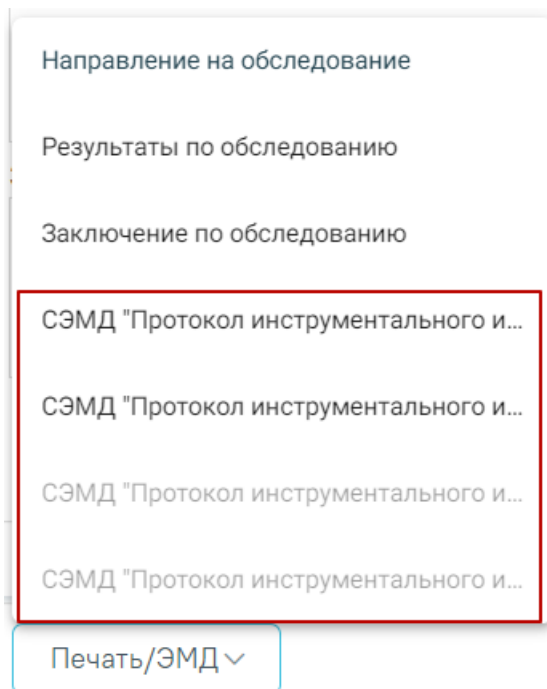 Направление на обследование
Результаты по обследованию
Заключение по обследованию
СЭМД "Протокол инструментального и...
СЭМД "Протокол инструментального и...
СЭМД "Протокол инструментального и...
СЭМД "Протокол инструментального и...
Печать/ЭМД